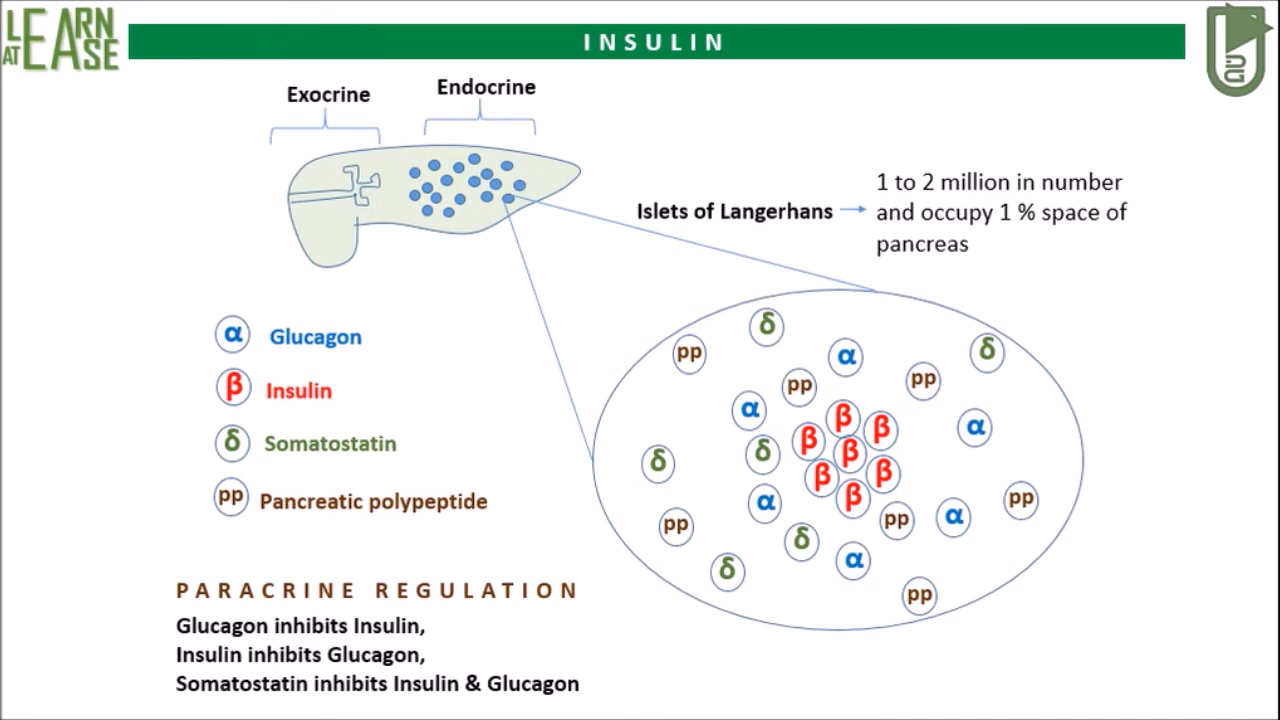 LEARN
AT EASE
INSULIN
Exocrine
Endocrine
Islets of Langerhans
1 to 2 million in number
and occupy 1 % space of
pancreas
α Glucagon
β Insulin
δ Somatostatin
pp Pancreatic polypeptide
δ
pp
α
δ
pp
pp
α
β
β
α
β
δ
β
δ
β
β
α
β
pp
α
pp
pp
δ
α
δ
pp
PARACRINE REGULATION
Glucagon inhibits Insulin,
Insulin inhibits Glucagon,
Somatostatin inhibits Insulin & Glucagon